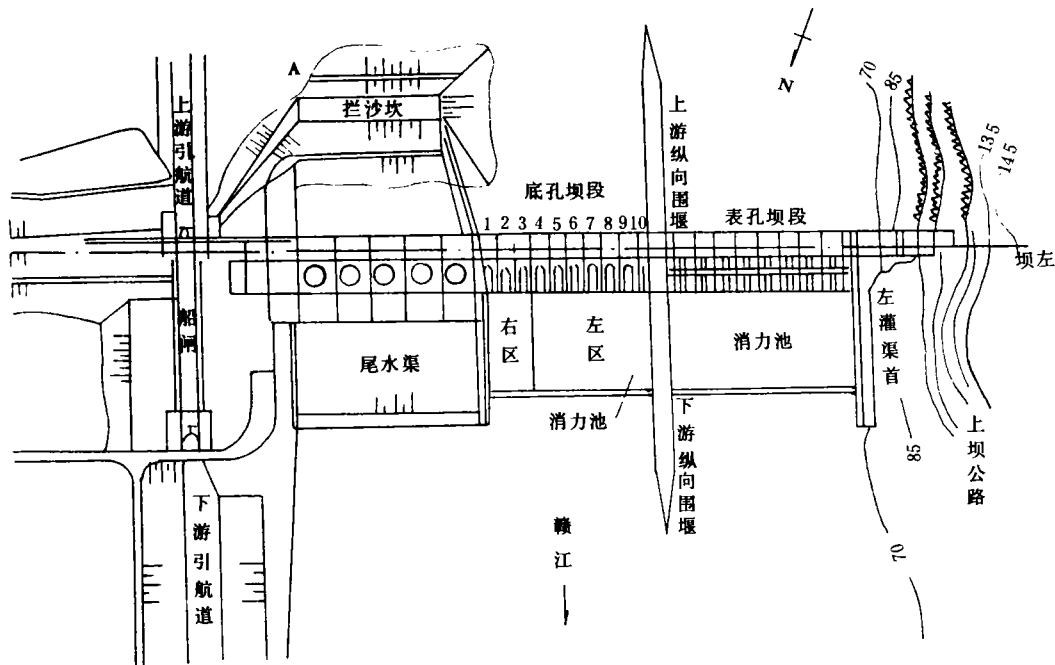 A
N
拦沙坎
上游引航道
上游纵向围堰
70
85
135
145
底孔坝段
表孔坝段
1 2 3 4 5 6 7 8 9 10
坝左
船闸
尾水渠
右区
左区
消力池
消力池
左灌渠首
上坝公路
85
下游纵向围堰
下游引航道
赣江
70